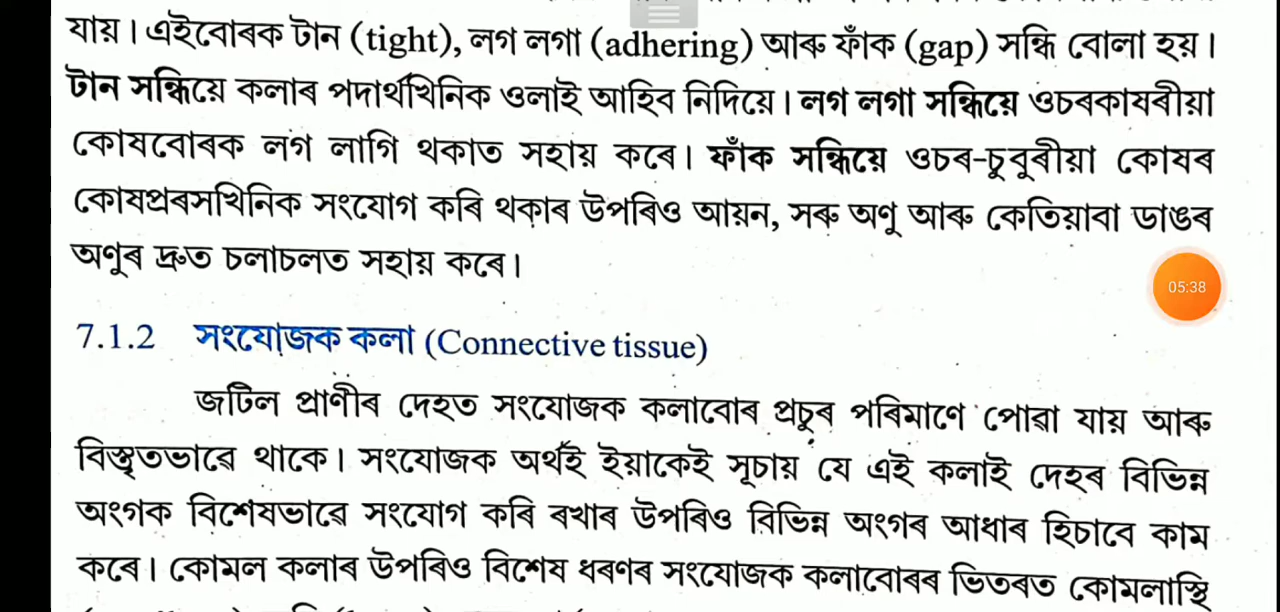 যায়। এইবোৰক টান (tight), লগ লগা (adhering) আৰু ফাঁক (gap) সন্ধি বোলা হয়।
টান সন্ধিয়ে কলাৰ পদাৰ্থখিনিক ওলাই আহিব নিদিয়ে। লগ লগা সন্ধিয়ে ওচৰকাষৰীয়া
কোষবোৰক লগ লাগি থকাত সহায় কৰে। ফাঁক সন্ধিয়ে ওচৰ-চুবুৰীয়া কোষৰ
কোষপ্ৰৰসখিনিক সংযোগ কৰি থকাৰ উপৰিও আয়ন, সৰু অণু আৰু কেতিয়াবা ডাঙৰ
অণুৰ দ্ৰুত চলাচলত সহায় কৰে।
05:38
7.1.2 সংযোজক কলা (Connective tissue)
জটিল প্ৰাণীৰ দেহত সংযোজক কলাবোৰ প্ৰচুৰ পৰিমাণে পোৱা যায় আৰু
বিস্তৃতভাৱে থাকে। সংযোজক অৰ্থই ইয়াকেই সূচায় যে এই কলাই দেহৰ বিভিন্ন
অংগক বিশেষভাৱে সংযোগ কৰি ৰখাৰ উপৰিও বিভিন্ন অংগৰ আধাৰ হিচাবে কাম
কৰে। কোমল কলাৰ উপৰিও বিশেষ ধৰণৰ সংযোজক কলাবোৰৰ ভিতৰত কোমলাস্থি